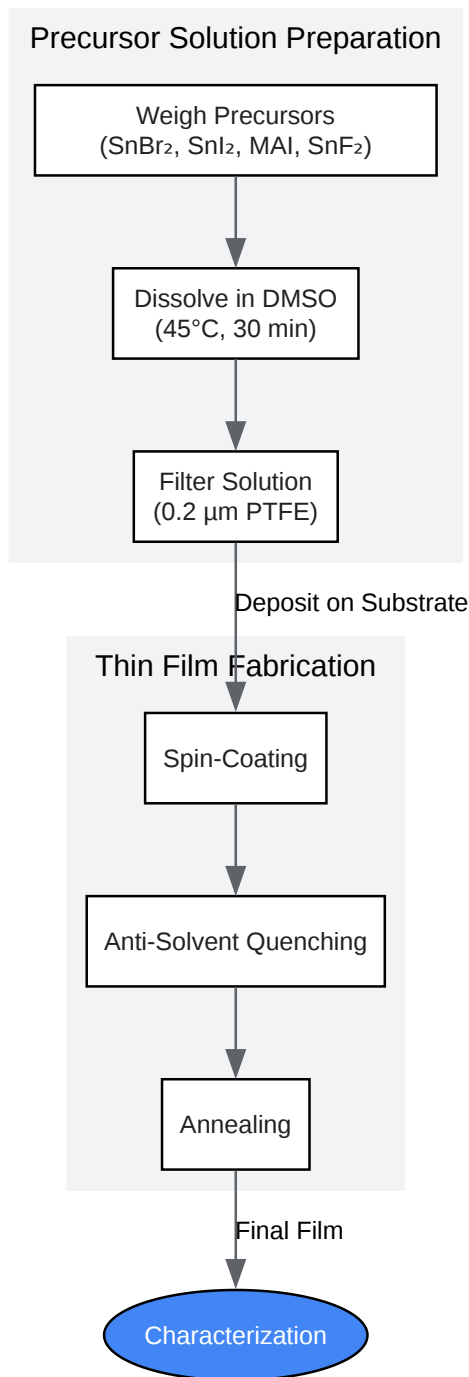 Precursor Solution Preparation
Weigh Precursors
(SnBr₂, SnI₂, MAI, SnF₂)
Dissolve in DMSO
(45°C, 30 min)
Filter Solution
(0.2 µm PTFE)
Deposit on Substrate
Thin Film Fabrication
Spin-Coating
Anti-Solvent Quenching
Annealing
Final Film
Characterization